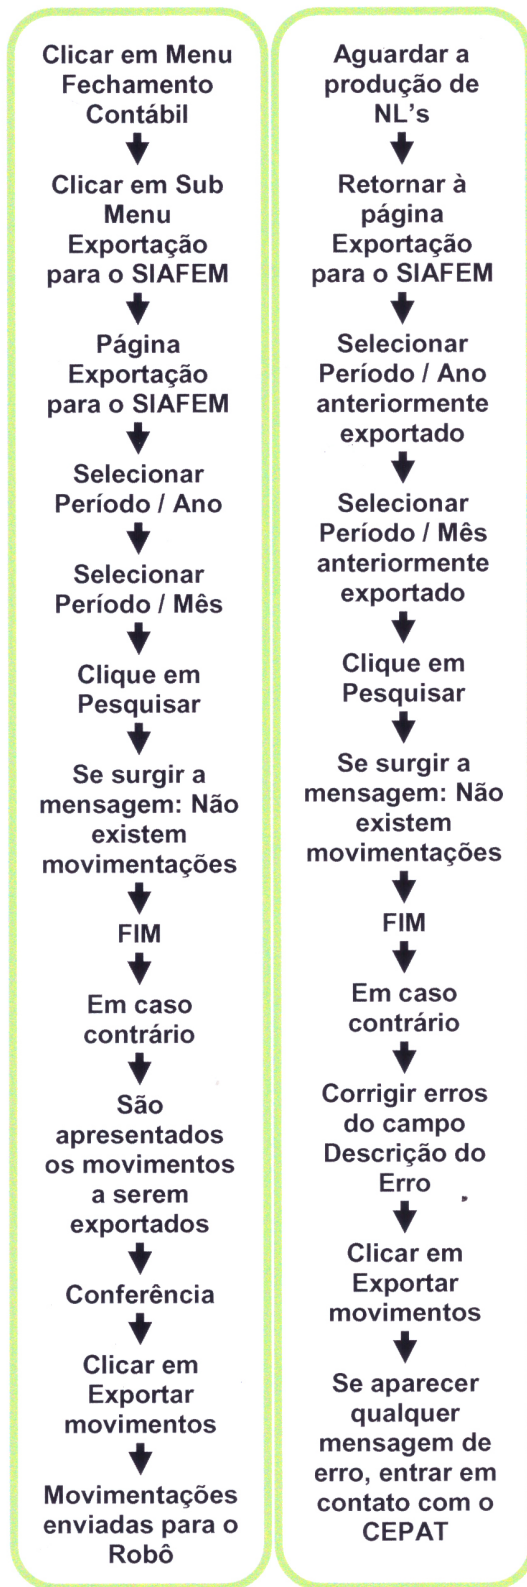 Clicar em Menu
Fechamento
Contábil
Clicar em Sub
Menu
Exportação
para o SIAFEM
Página
Exportação
para o SIAFEM
Selecionar
Período / Ano
Selecionar
Período / Mês
Clique em
Pesquisar
Se surgir a
mensagem: Não
existem
movimentações
FIM
Em caso
contrário
São
apresentados
os movimentos
a serem
exportados
Conferência
Clicar em
Exportar
movimentos
Movimentações
enviadas para o
Robô
Aguardar a
produção de
NL's
Retornar à
página
Exportação
para o SIAFEM
Selecionar
Período / Ano
anteriormente
exportado
Selecionar
Período / Mês
anteriormente
exportado
Clique em
Pesquisar
Se surgir a
mensagem: Não
existem
movimentações
FIM
Em caso
contrário
Corrigir erros
do campo
Descrição do
Erro
Clicar em
Exportar
movimentos
Se aparecer
qualquer
mensagem de
erro, entrar em
contato com o
CEPAT